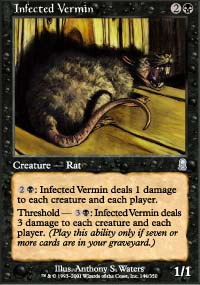 Infected Vermin 2
Creature — Rat
2: Infected Vermin deals 1 damage
to each creature and each player.
Threshold — 3: Infected Vermin deals
3 damage to each creature and each
player. (Play this ability only if seven
or more cards are in your graveyard.)
Illus. Anthony S. Waters
™ & © 1993-2001 Wizards of the Coast, Inc. 146/350
1/1